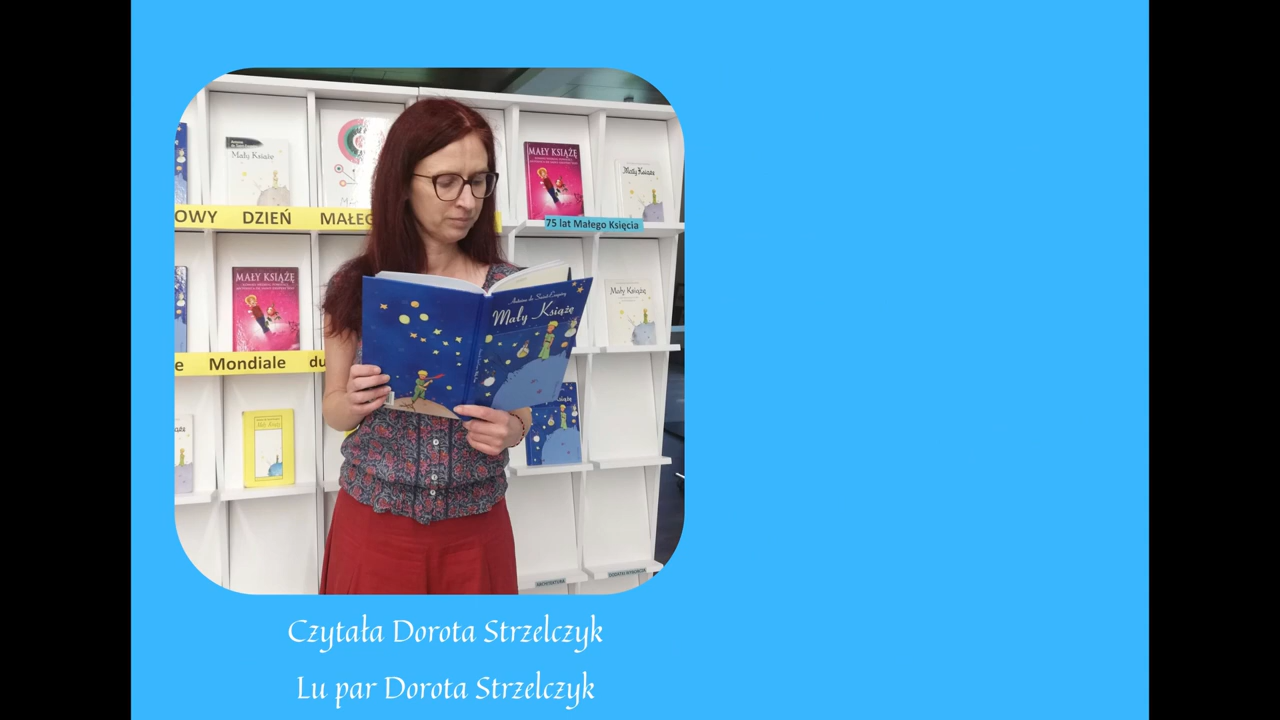 Mały Książę
MAŁY KSIĄŻĘ
Mały Książę
OWY DZIEŃ MAŁEG
75 lat Małego Księcia
MAŁY KSIĄŻĘ
Antoine de Saint-Exupéry
Mały Książę
Mały Książę
e Mondiale du
Czytała Dorota Strzelczyk
Lu par Dorota Strzelczyk